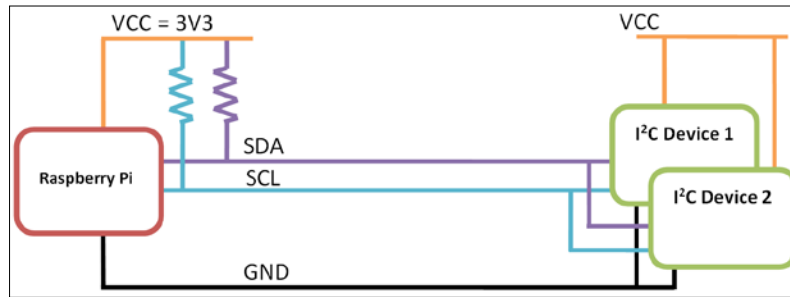 VCC = 3V3
VCC
SDA
I²C Device 1
Raspberry Pi
SCL
I²C Device 2
GND